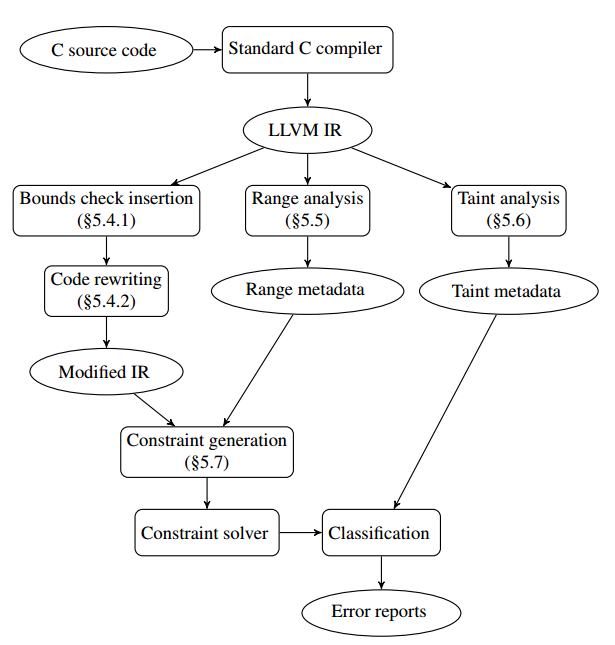 C source code
Standard C compiler
LLVM IR
Bounds check insertion
(§5.4.1)
Range analysis
(§5.5)
Taint analysis
(§5.6)
Code rewriting
(§5.4.2)
Range metadata
Taint metadata
Modified IR
Constraint generation
(§5.7)
Constraint solver
Classification
Error reports